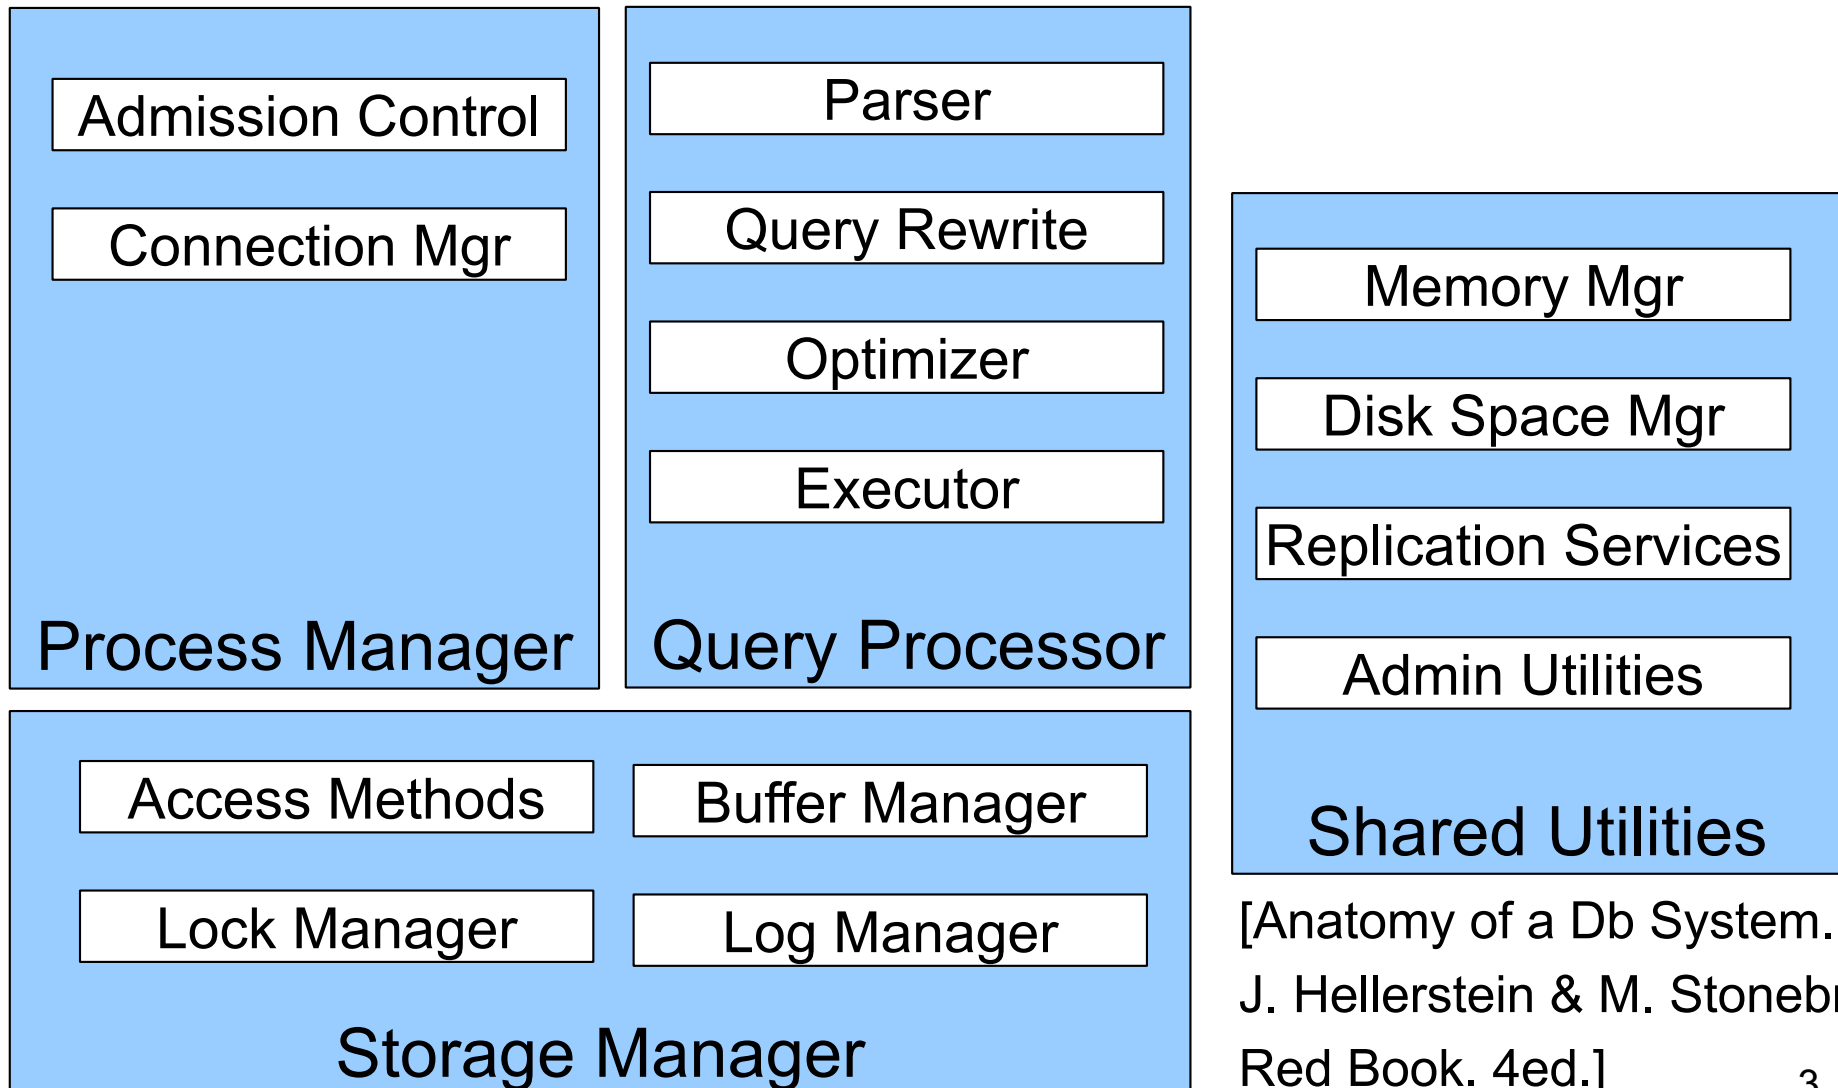 Admission Control
Connection Mgr
Process Manager
Parser
Query Rewrite
Optimizer
Executor
Query Processor
Memory Mgr
Disk Space Mgr
Replication Services
Admin Utilities
Shared Utilities
Access Methods
Buffer Manager
Lock Manager
Log Manager
Storage Manager
[Anatomy of a Db System.
J. Hellerstein & M. Stoneb
Red Book. 4ed.]
3